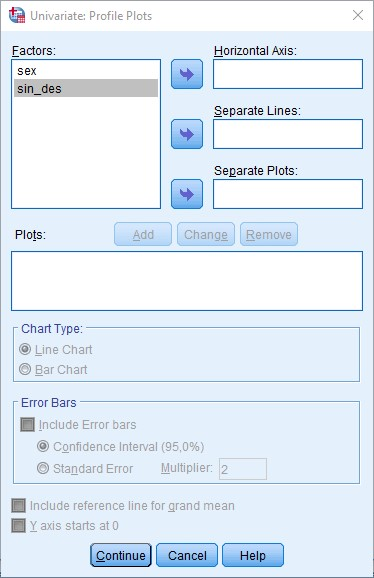 Univariate: Profile Plots
Factors:
sex
sin_des
Horizontal Axis:
Separate Lines:
Separate Plots:
Plots:
Add
Change
Remove
Chart Type:
Line Chart
Bar Chart
Error Bars
Include Error bars
Confidence Interval (95,0%)
Standard Error
Multiplier:
2
Include reference line for grand mean
Y axis starts at 0
Continue
Cancel
Help